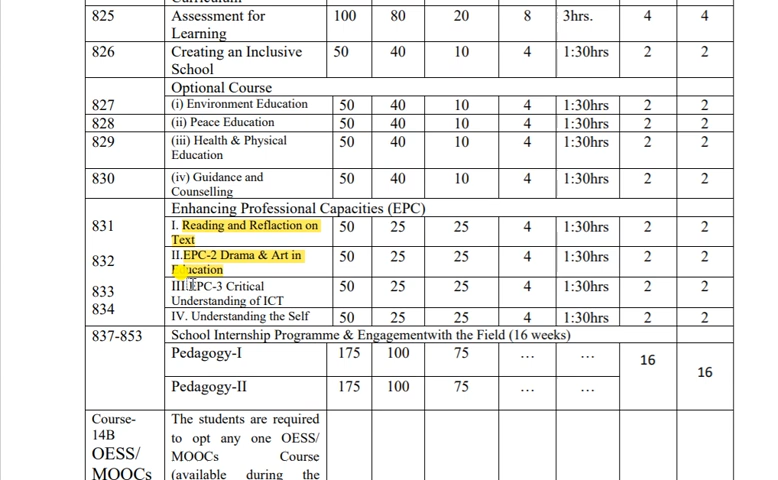 Curriculum
825 Assessment for Learning 100 80 20 8 3hrs. 4 4
826 Creating an Inclusive School 50 40 10 4 1:30hrs 2 2
Optional Course
827 (i) Environment Education 50 40 10 4 1:30hrs 2 2
828 (ii) Peace Education 50 40 10 4 1:30hrs 2 2
829 (iii) Health & Physical Education 50 40 10 4 1:30hrs 2 2
830 (iv) Guidance and Counselling 50 40 10 4 1:30hrs 2 2
Enhancing Professional Capacities (EPC)
831 I. Reading and Reflaction on Text 50 25 25 4 1:30hrs 2 2
832 II.EPC-2 Drama & Art in Education 50 25 25 4 1:30hrs 2 2
833 III.EPC-3 Critical Understanding of ICT 50 25 25 4 1:30hrs 2 2
834 IV. Understanding the Self 50 25 25 4 1:30hrs 2 2
837-853 School Internship Programme & Engagementwith the Field (16 weeks)
Pedagogy-I 175 100 75 ... ... 16 16
Pedagogy-II 175 100 75 ... ...
Course-14B OESS/ MOOCs
The students are required
to opt any one OESS/
MOOCs Course
(available during the